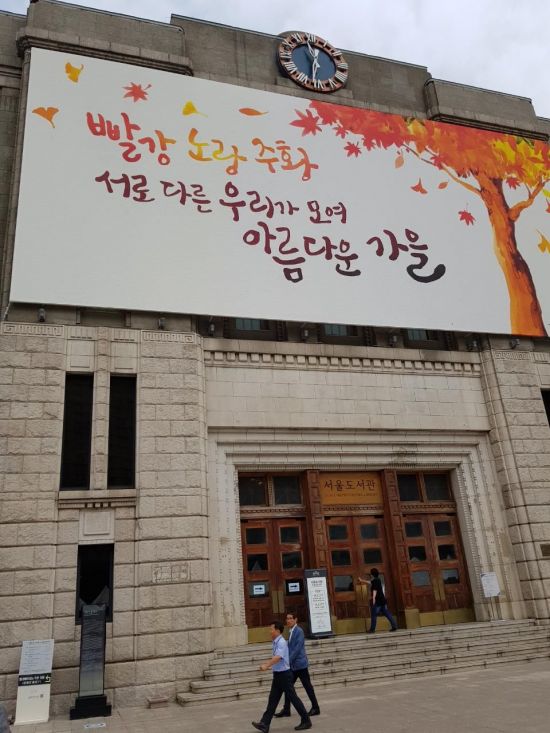 빨강 노랑 주황
서로 다른 우리가 모여
아름다운 가을
서울도서관